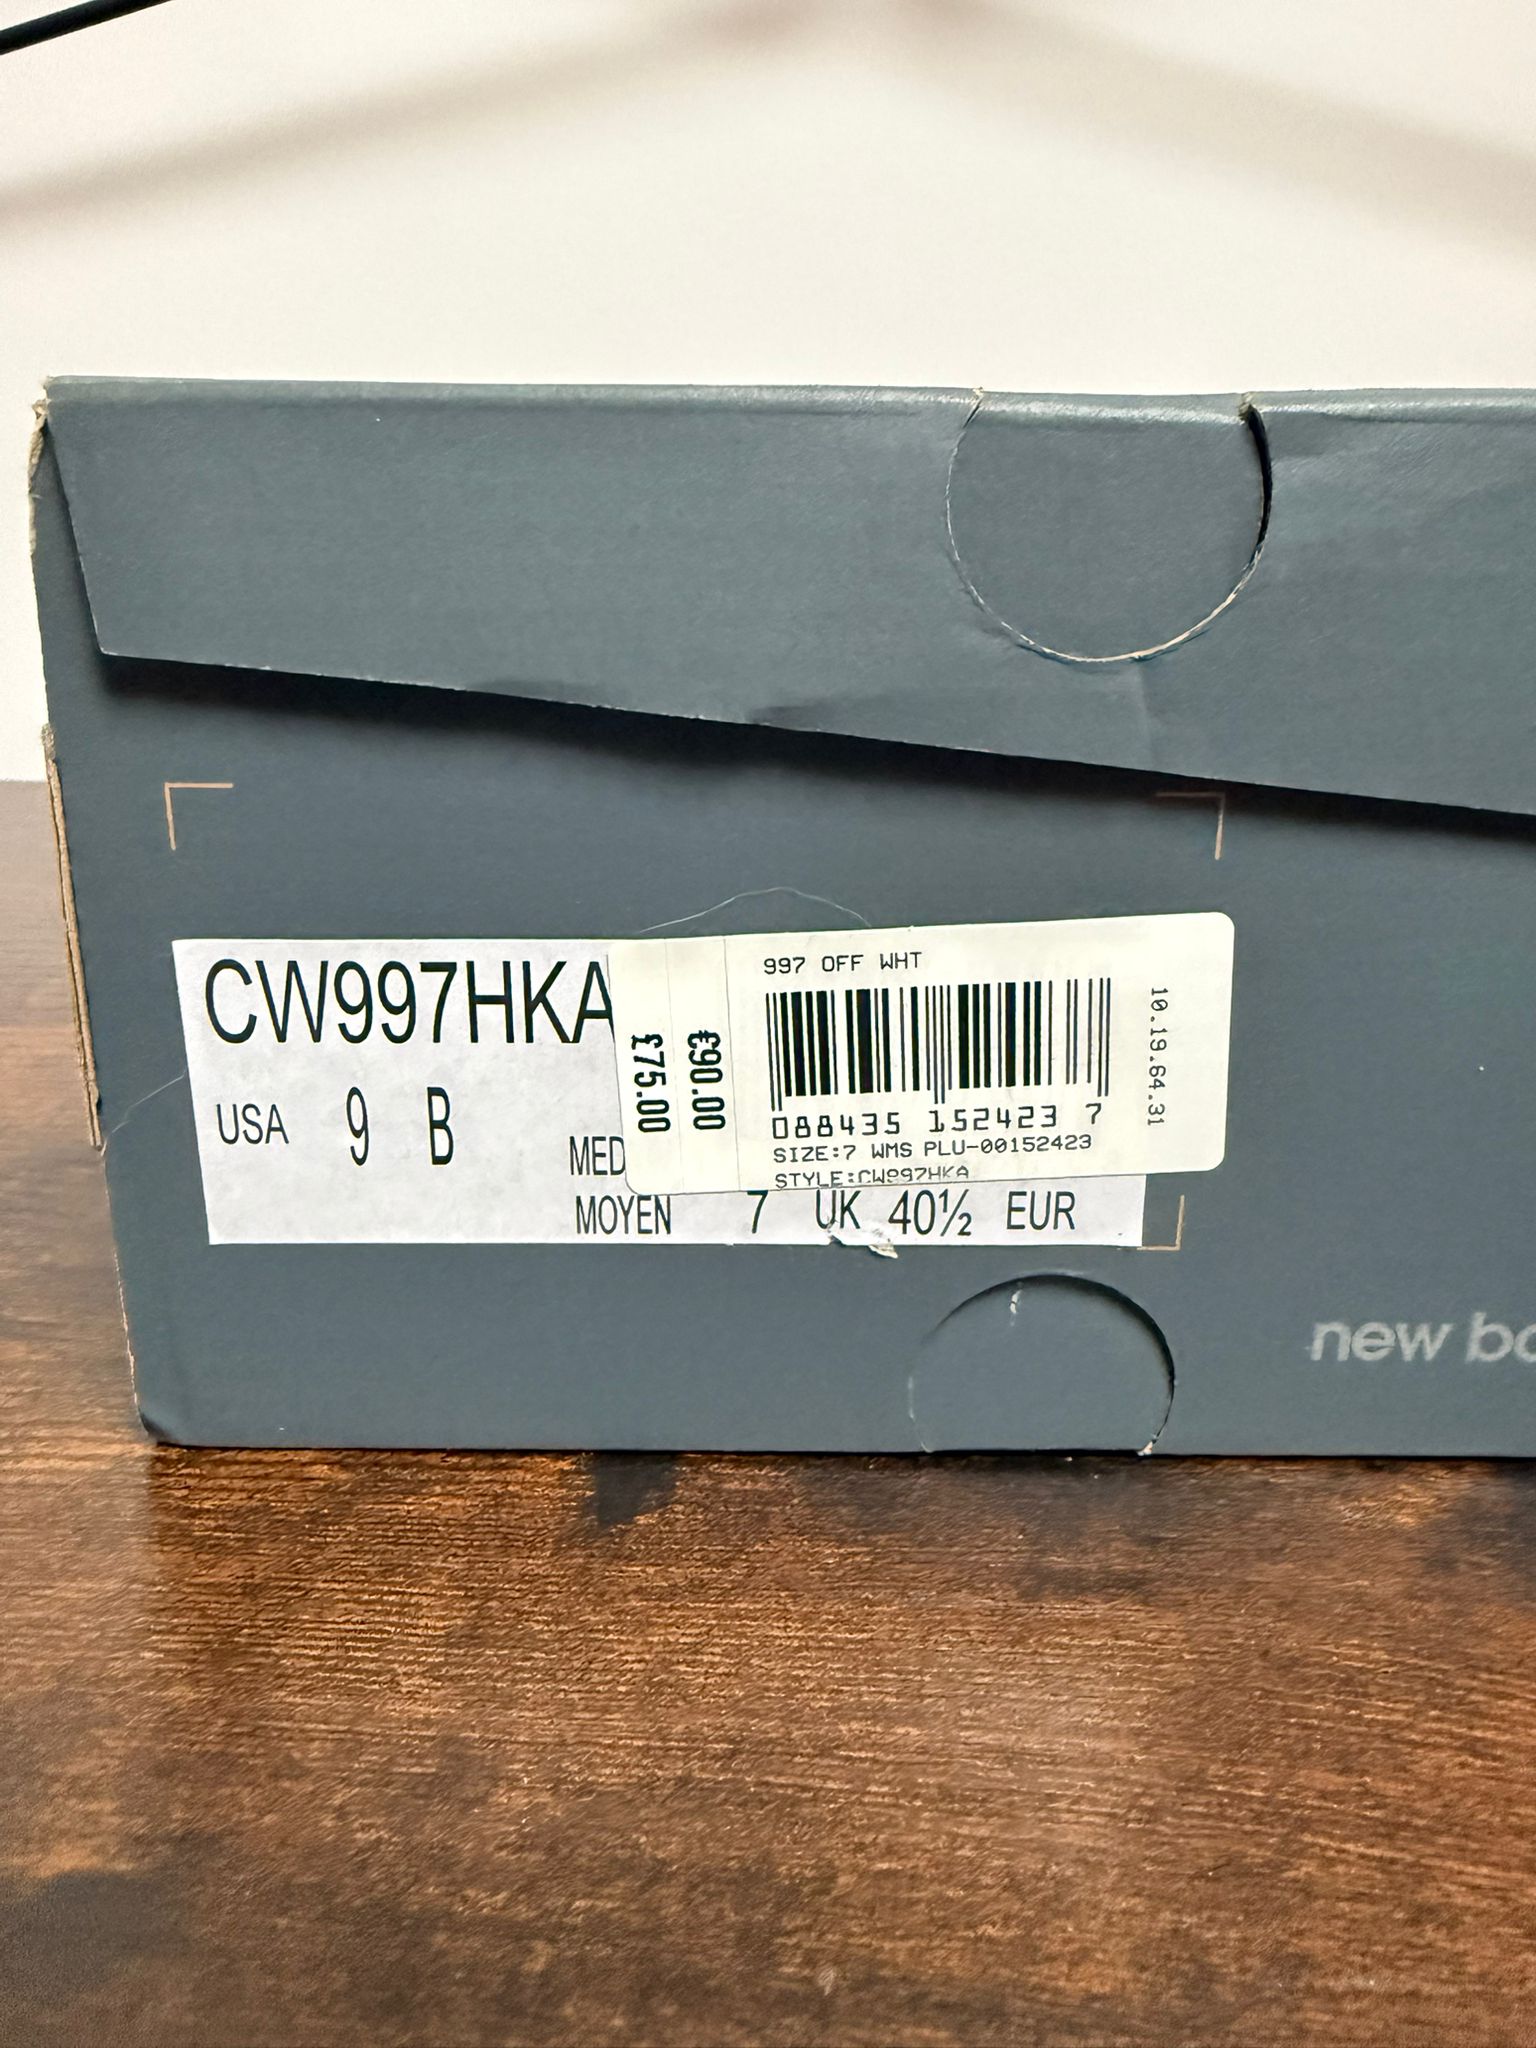 CW997HKA
USA 9 B
MED
MOYEN 7 UK 40½ EUR
€90.00
£75.00
997 OFF WHT
088435 152423 7
SIZE:7 WMS PLU-00152423
STYLE:CW997HKA
10.19.64.31
new ba